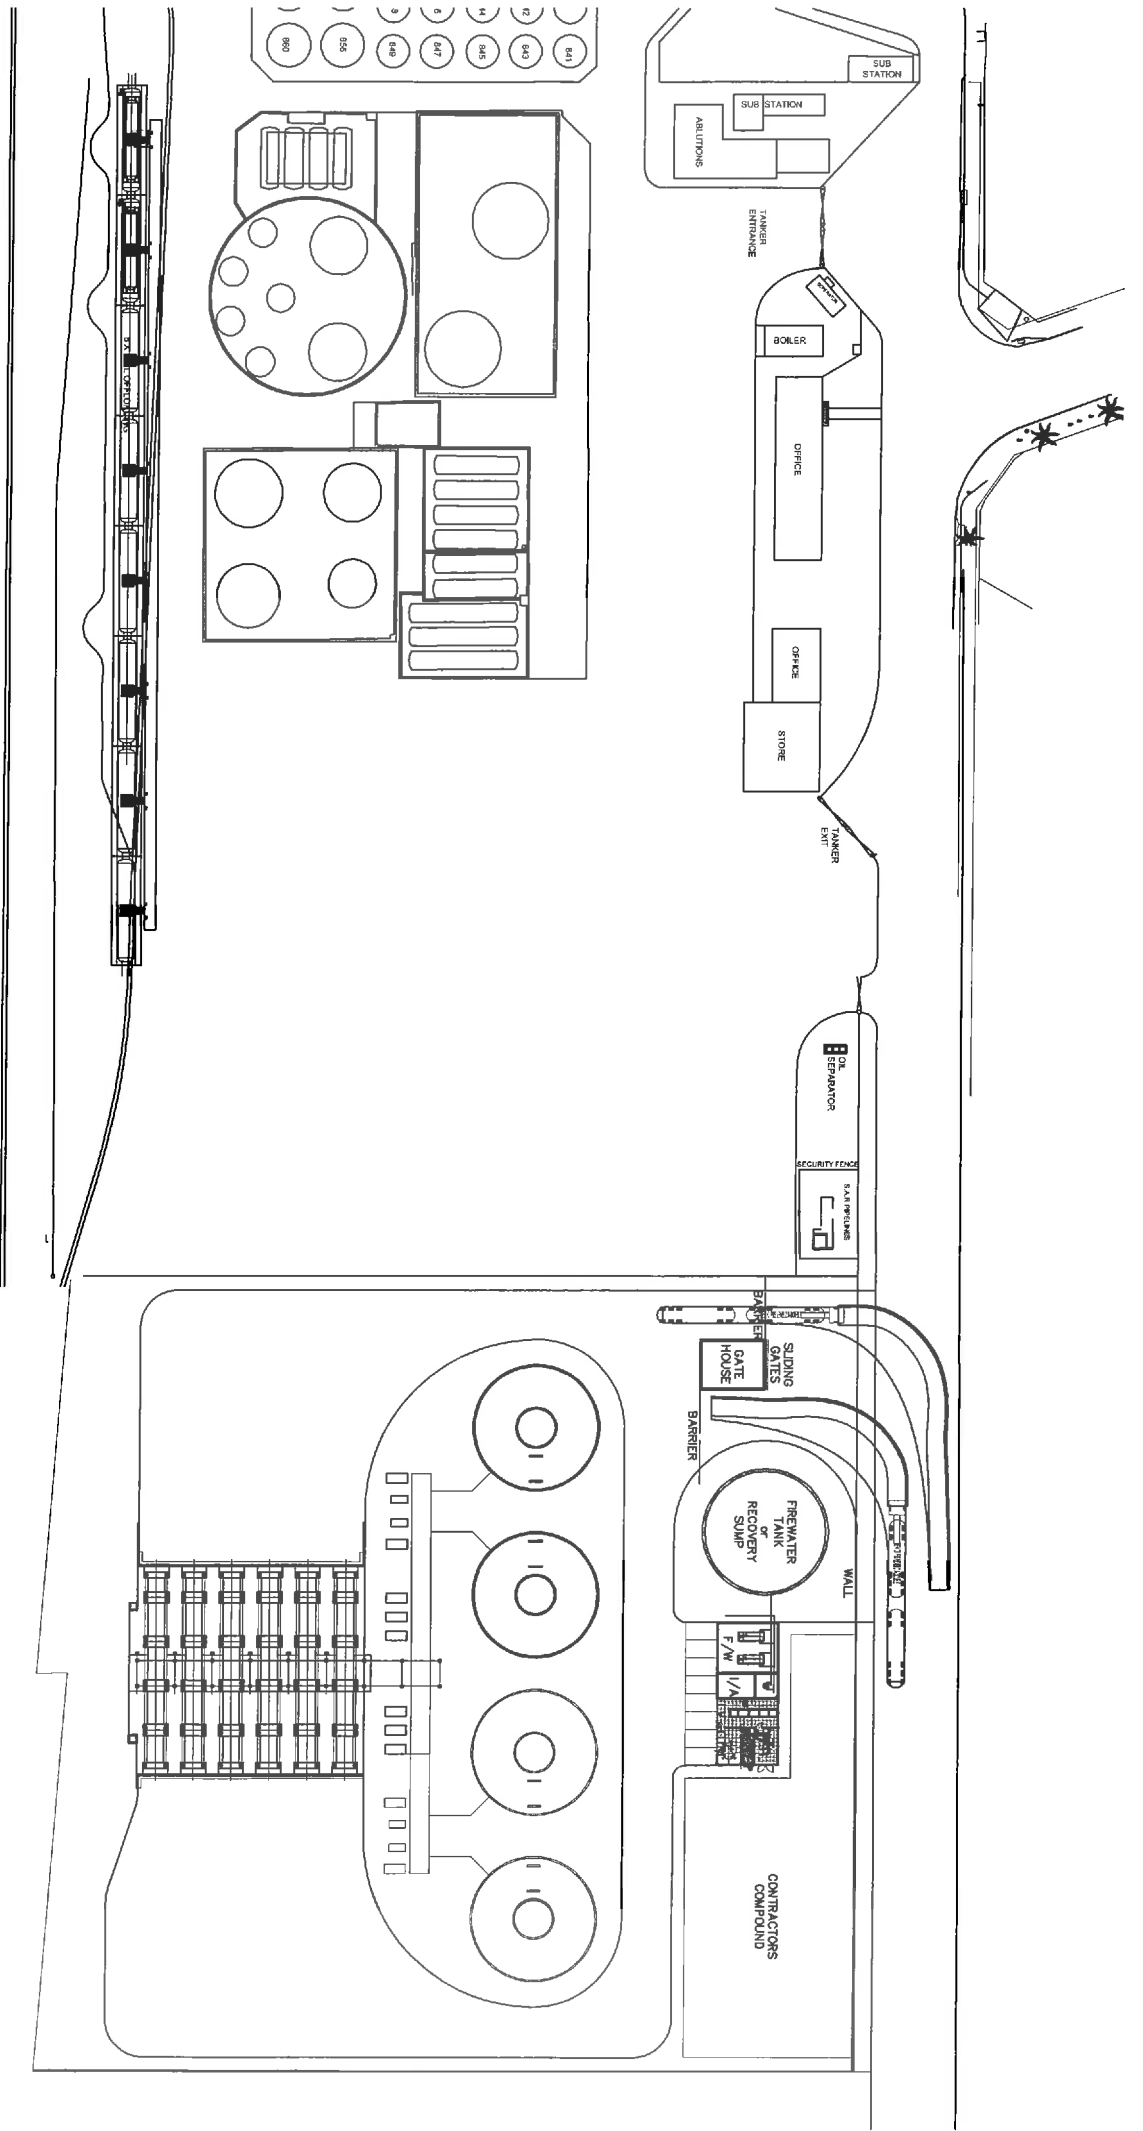 860
856
849
847
845
843
841
SUB
STATION
SUB STATION
ABLUTIONS
TANKER
ENTRANCE
BOILER
OFFICE
OFFICE
STORE
TANKER
EXIT
OIL
SEPARATOR
SECURITY FENCE
S.A.R PIPELINES
BARRIER
SLIDING
GATES
GATE
HOUSE
BARRIER
FIREWATER
TANK
or
RECOVERY
SUMP
WALL
F/W
I/A
CONTRACTORS
COMPOUND